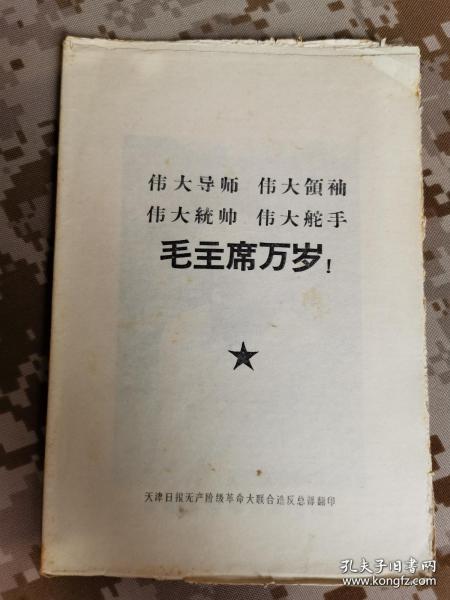 伟大导师 伟大領袖
伟大統帅 伟大舵手
毛主席万岁！
天津日报无产阶级革命大联合造反总部翻印
孔夫子旧书网
www.kongfz.com